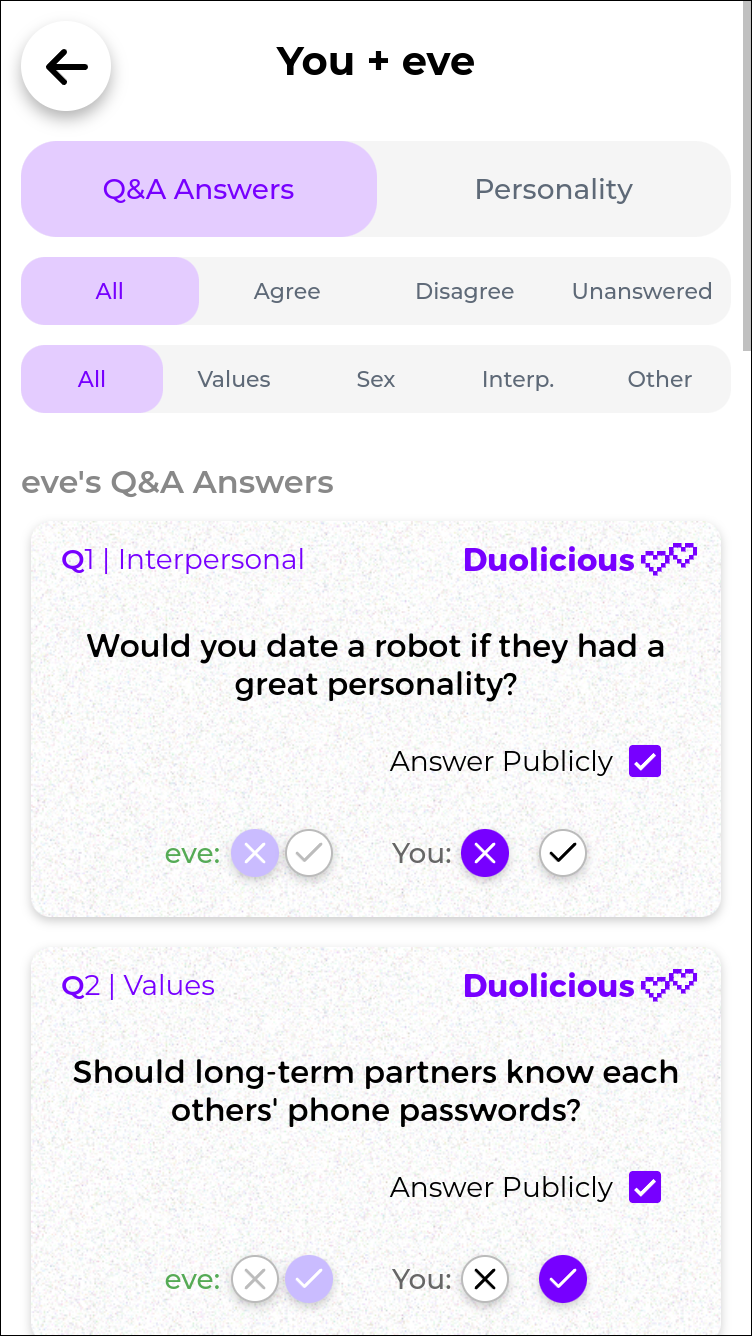 You + eve
Q&A Answers Personality
All Agree Disagree Unanswered
All Values Sex Interp. Other
eve's Q&A Answers
Q1 | Interpersonal Duolicious
Would you date a robot if they had a
great personality?
Answer Publicly
eve: You:
Q2 | Values Duolicious
Should long-term partners know each
others' phone passwords?
Answer Publicly
eve: You: